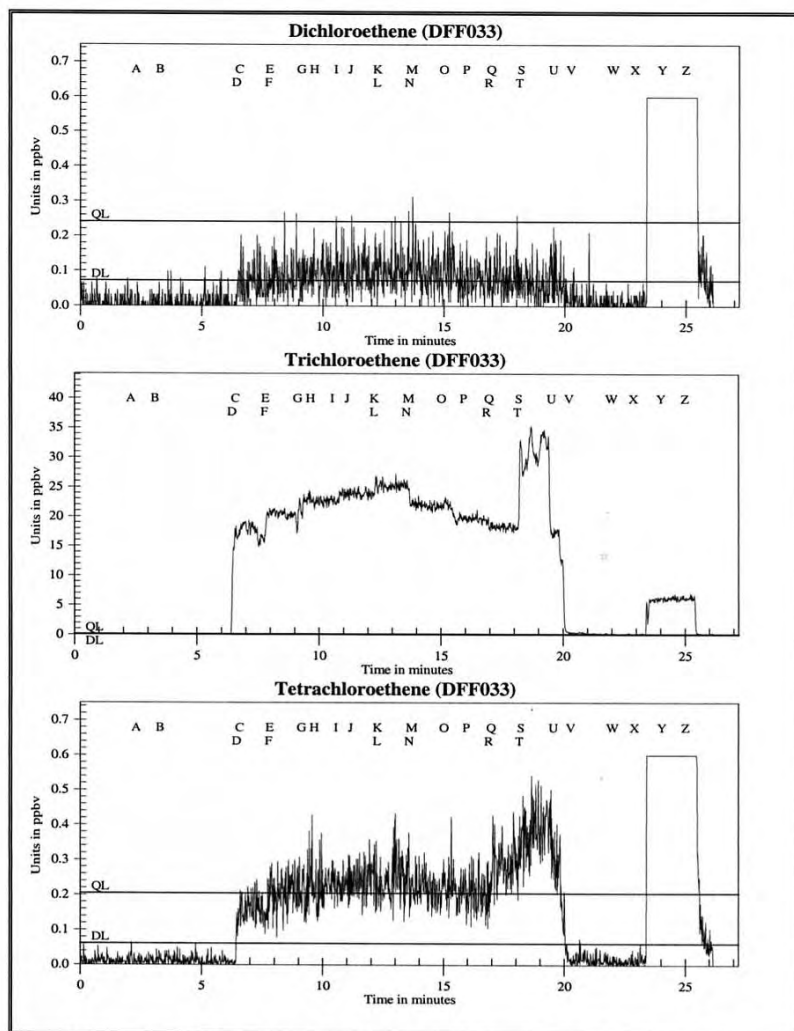 Dichloroethene (DFF033)
0.7
A B C E G H I J K M O P Q S U V W X Y Z
D F L N R T
0.6
0.5
0.4
Units in ppbv
0.3
QL
0.2
0.1
DL
0.0
0 5 10 15 20 25
Time in minutes
Trichloroethene (DFF033)
40
A B C E G H I J K M O P Q S U V W X Y Z
D F L N R T
35
30
25
Units in ppbv
20
15
10
5
QL
0
DL
0 5 10 15 20 25
Time in minutes
Tetrachloroethene (DFF033)
0.7
A B C E G H I J K M O P Q S U V W X Y Z
D F L N R T
0.6
0.5
0.4
Units in ppbv
0.3
QL
0.2
0.1
DL
0.0
0 5 10 15 20 25
Time in minutes